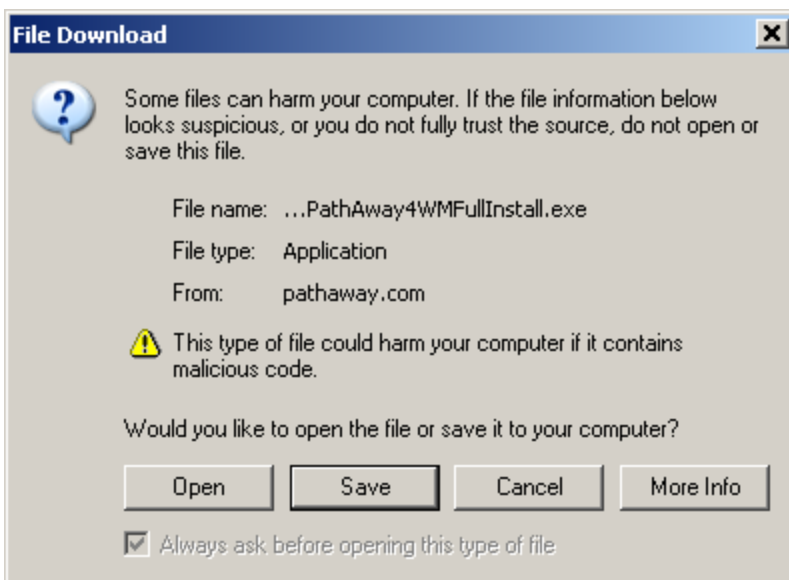 File Download
Some files can harm your computer. If the file information below
looks suspicious, or you do not fully trust the source, do not open or
save this file.
File name: ...PathAway4WMFullInstall.exe
File type: Application
From: pathaway.com
This type of file could harm your computer if it contains
malicious code.
Would you like to open the file or save it to your computer?
Open Save Cancel More Info
Always ask before opening this type of file